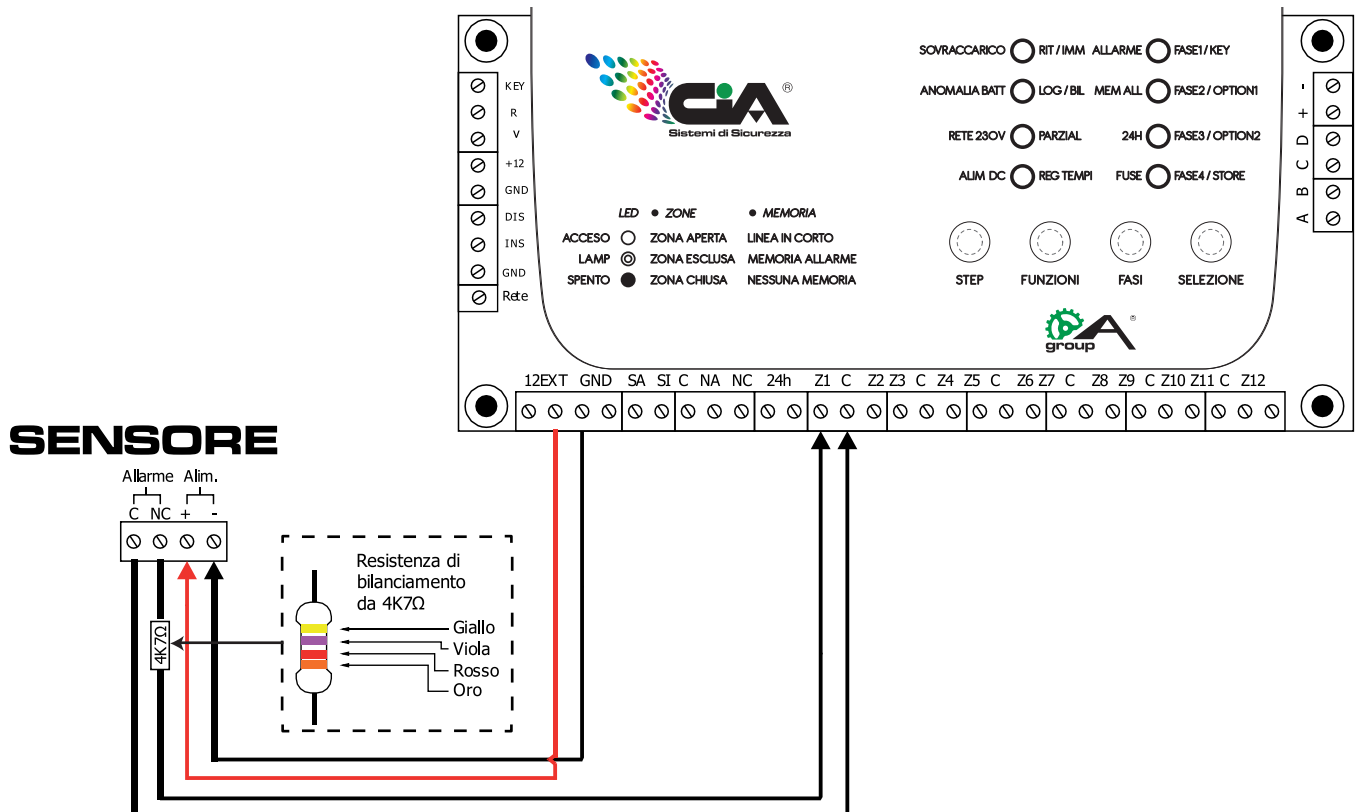 SOVRACCARICO RIT / IMM ALLARME FASE1 / KEY
ANOMALIA BATT LOG / BIL MEM ALL FASE2 / OPTION1
RETE 230V PARZIAL 24H FASE3 / OPTION2
ALIM DC REG TEMPI FUSE FASE4 / STORE
CiA ®
Sistemi di Sicurezza
KEY
R
V
+12
GND
DIS
INS
GND
Rete
-
+
D
C
B
A
LED • ZONE • MEMORIA
ACCESO ZONA APERTA LINEA IN CORTO
LAMP ZONA ESCLUSA MEMORIA ALLARME
SPENTO ZONA CHIUSA NESSUNA MEMORIA
STEP FUNZIONI FASI SELEZIONE
A ®
group
12EXT GND SA SI C NA NC 24h Z1 C Z2 Z3 C Z4 Z5 C Z6 Z7 C Z8 Z9 C Z10 Z11 C Z12
SENSORE
Allarme Alim.
C NC + -
4K7Ω
Resistenza di
bilanciamento
da 4K7Ω
Giallo
Viola
Rosso
Oro